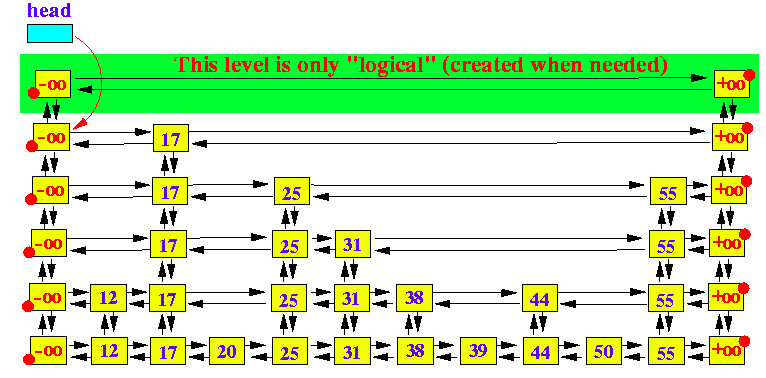 head
This level is only "logical" (created when needed)
-oo +oo
-oo 17 +oo
-oo 17 25 55 +oo
-oo 17 25 31 55 +oo
-oo 12 17 25 31 38 44 55 +oo
-oo 12 17 20 25 31 38 39 44 50 55 +oo